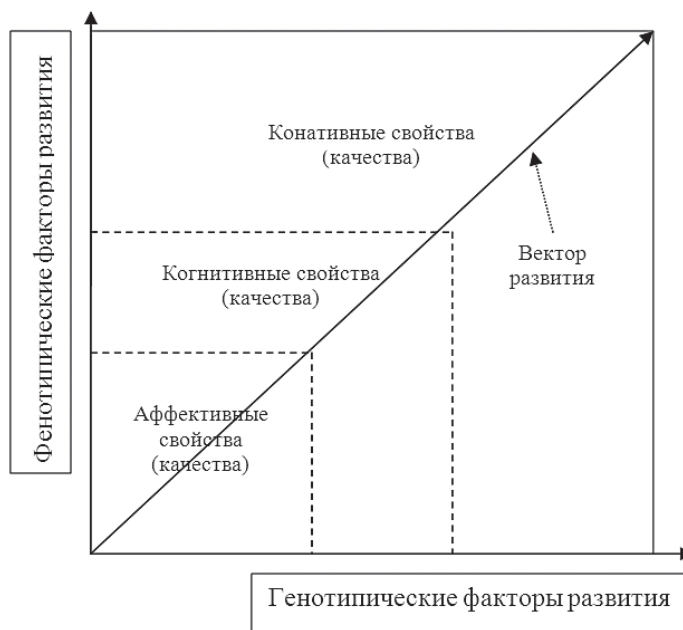 Фенотипические факторы развития
Конативные свойства
(качества)
Вектор
развития
Когнитивные свойства
(качества)
Аффективные
свойства
(качества)
Генотипические факторы развития